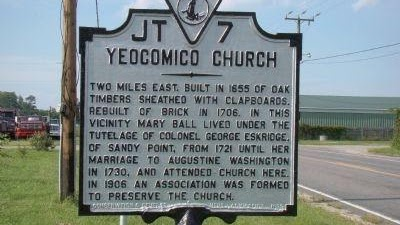 JT 7
YEOCOMICO CHURCH
TWO MILES EAST. BUILT IN 1655 OF OAK
TIMBERS SHEATHED WITH CLAPBOARDS.
REBUILT OF BRICK IN 1706. IN THIS
VICINITY MARY BALL LIVED UNDER THE
TUTELAGE OF COLONEL GEORGE ESKRIDGE,
OF SANDY POINT, FROM 1721 UNTIL HER
MARRIAGE TO AUGUSTINE WASHINGTON
IN 1730, AND ATTENDED CHURCH HERE.
IN 1906 AN ASSOCIATION WAS FORMED
TO PRESERVE THE CHURCH.